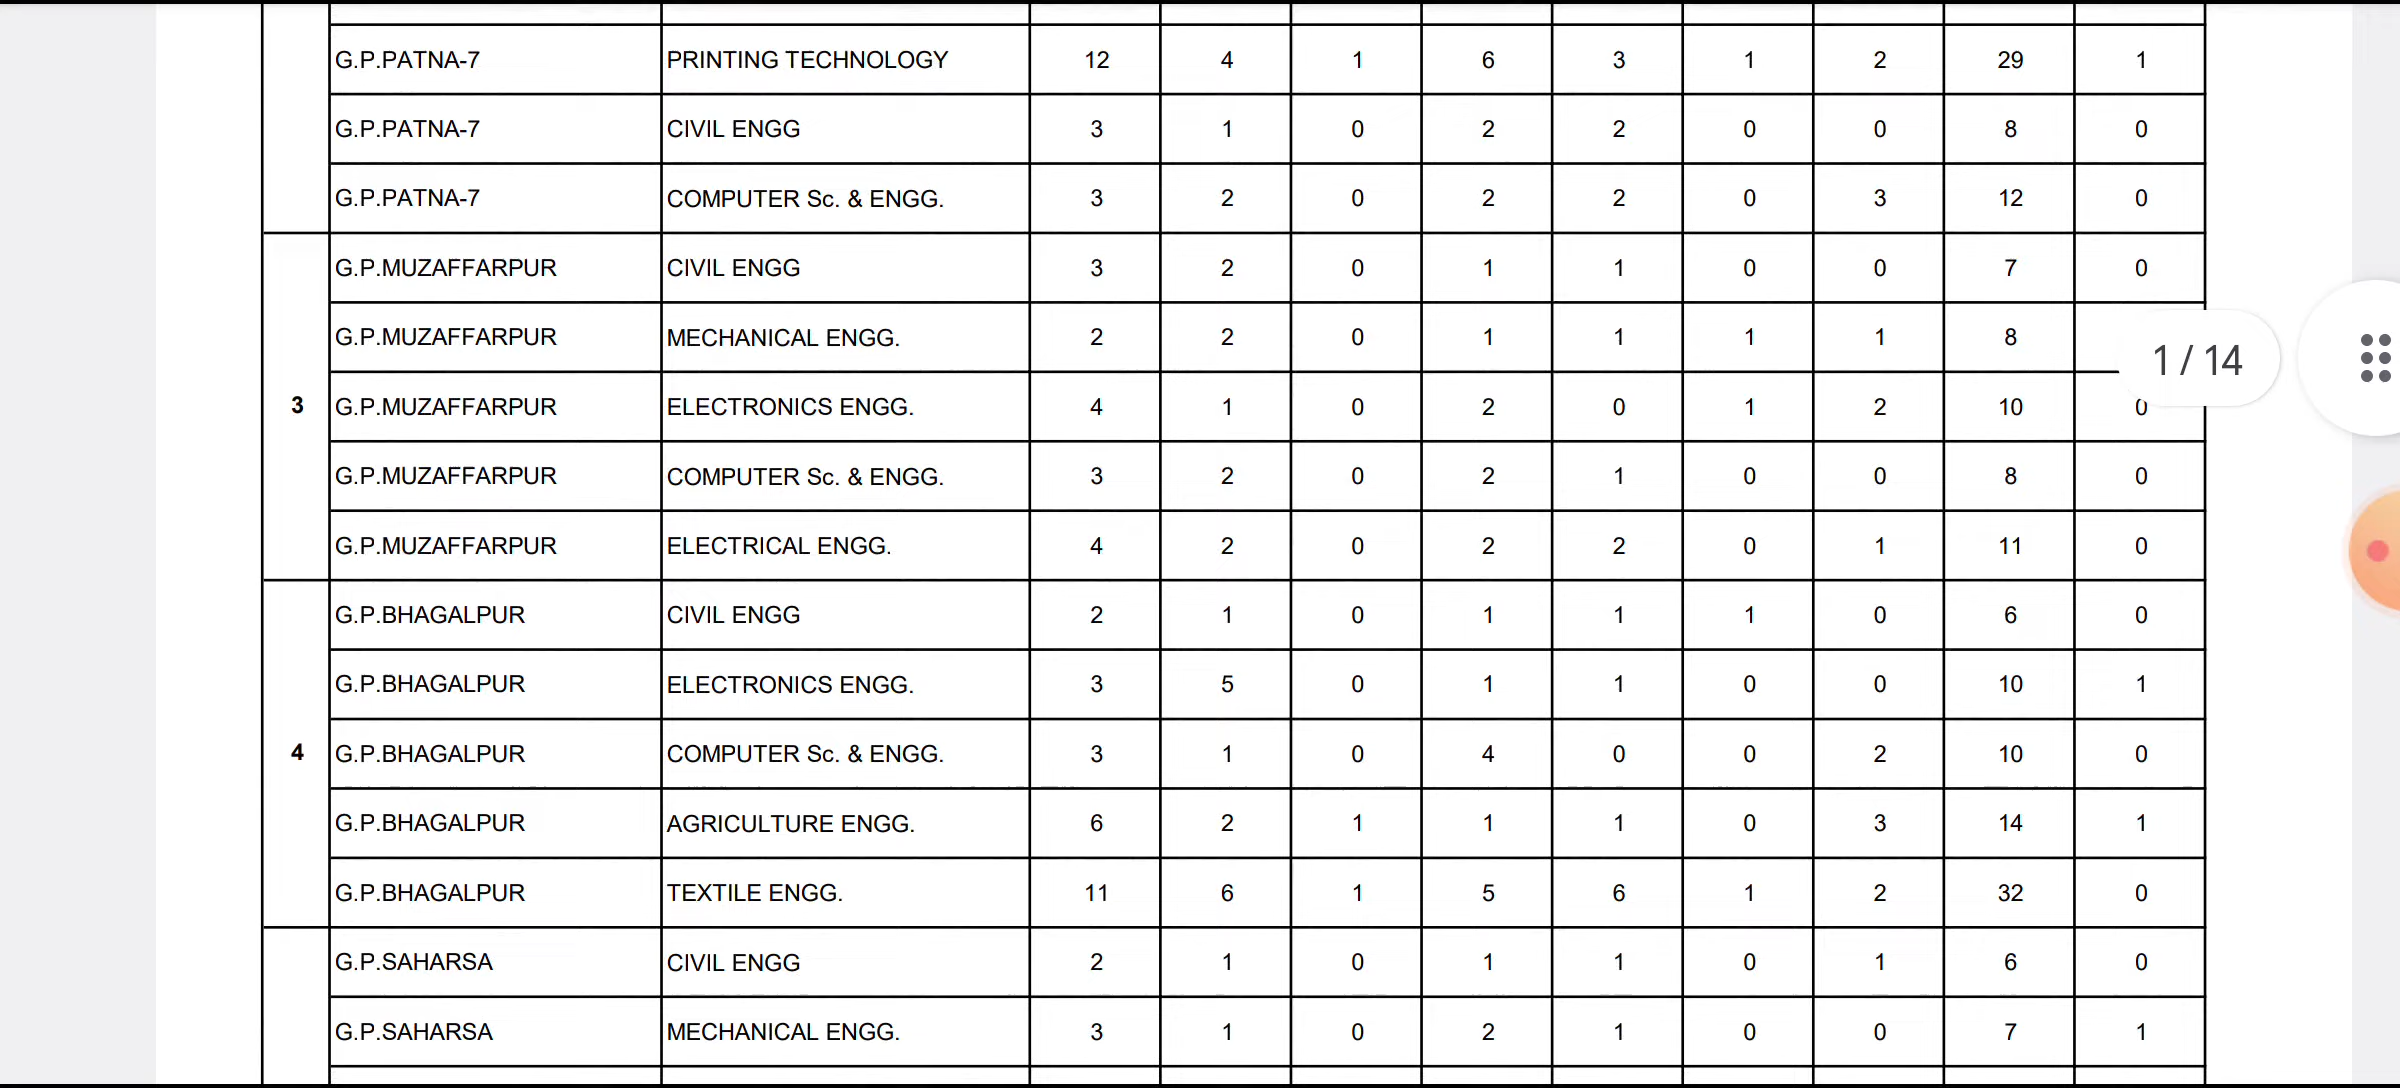 G.P.PATNA-7 PRINTING TECHNOLOGY 12 4 1 6 3 1 2 29 1
G.P.PATNA-7 CIVIL ENGG 3 1 0 2 2 0 0 8 0
G.P.PATNA-7 COMPUTER Sc. & ENGG. 3 2 0 2 2 0 3 12 0
G.P.MUZAFFARPUR CIVIL ENGG 3 2 0 1 1 0 0 7 0
G.P.MUZAFFARPUR MECHANICAL ENGG. 2 2 0 1 1 1 1 8
1 / 14
3 G.P.MUZAFFARPUR ELECTRONICS ENGG. 4 1 0 2 0 1 2 10 0
G.P.MUZAFFARPUR COMPUTER Sc. & ENGG. 3 2 0 2 1 0 0 8 0
G.P.MUZAFFARPUR ELECTRICAL ENGG. 4 2 0 2 2 0 1 11 0
G.P.BHAGALPUR CIVIL ENGG 2 1 0 1 1 1 0 6 0
G.P.BHAGALPUR ELECTRONICS ENGG. 3 5 0 1 1 0 0 10 1
4 G.P.BHAGALPUR COMPUTER Sc. & ENGG. 3 1 0 4 0 0 2 10 0
G.P.BHAGALPUR AGRICULTURE ENGG. 6 2 1 1 1 0 3 14 1
G.P.BHAGALPUR TEXTILE ENGG. 11 6 1 5 6 1 2 32 0
G.P.SAHARSA CIVIL ENGG 2 1 0 1 1 0 1 6 0
G.P.SAHARSA MECHANICAL ENGG. 3 1 0 2 1 0 0 7 1